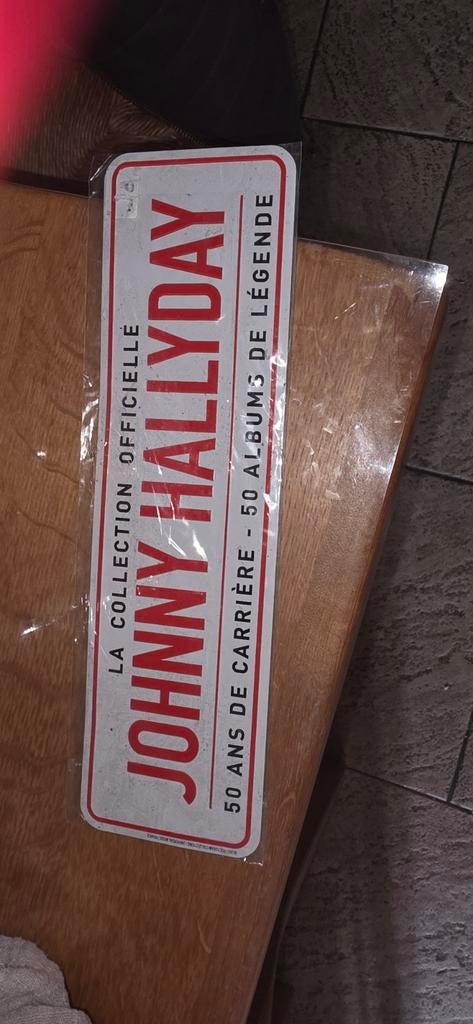 LA COLLECTION OFFICIELLE
JOHNNY HALLYDAY
50 ANS DE CARRIÈRE - 50 ALBUMS DE LÉGENDE